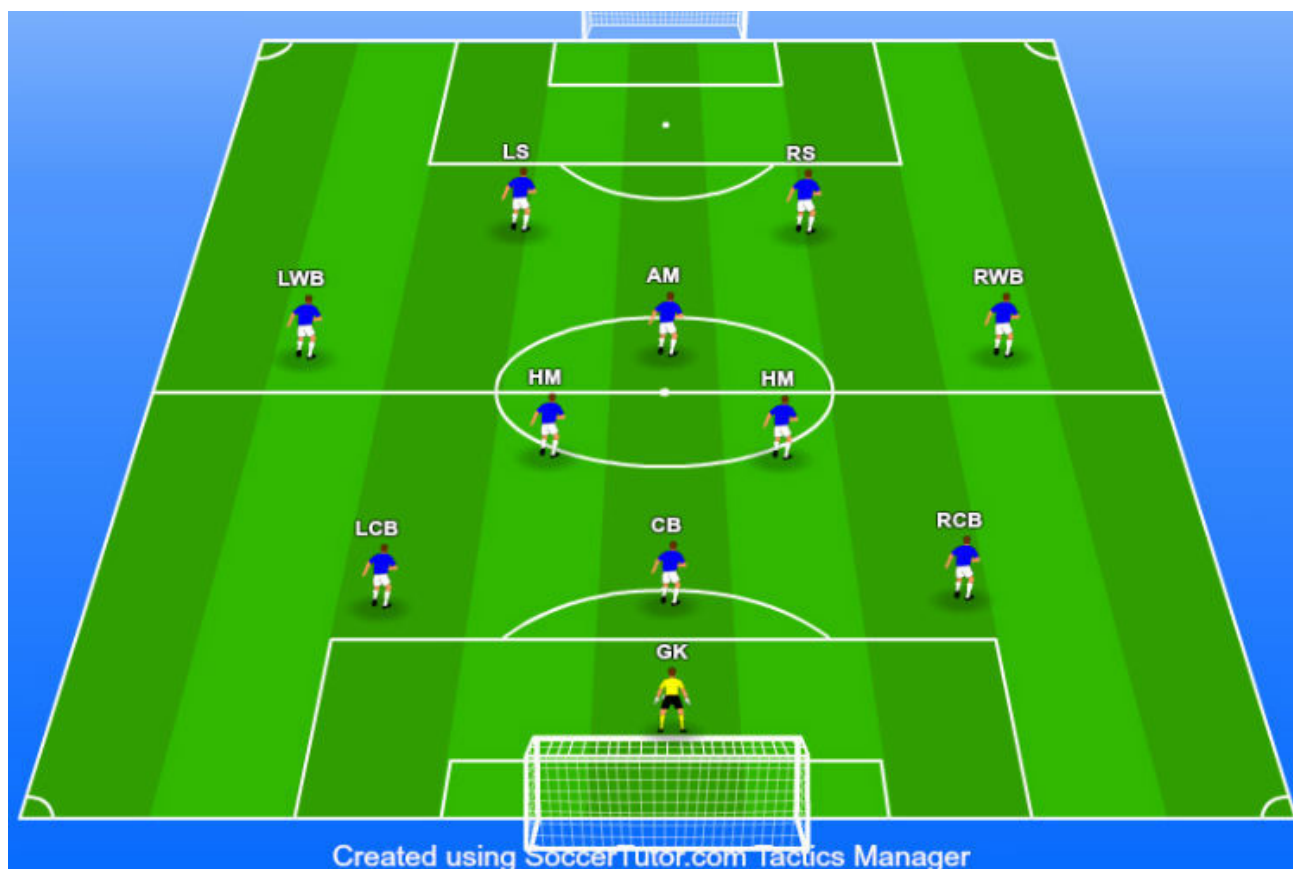 LS
RS
LWB
AM
RWB
HM
HM
LCB
CB
RCB
GK
Created using SoccerTutor.com Tactics Manager